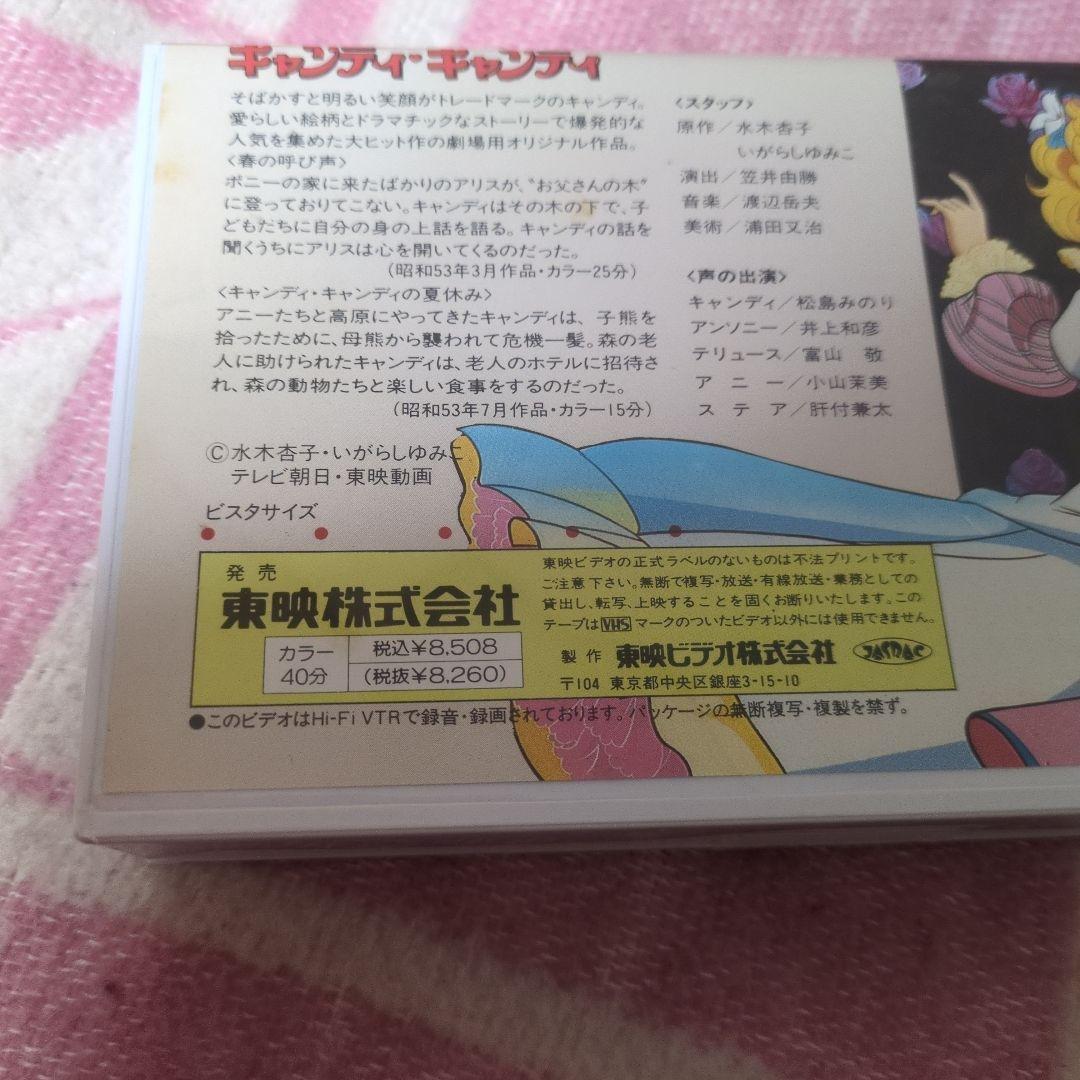 キャンディ・キャンディ
そばかすと明るい笑顔がトレードマークのキャンディ。
愛らしい絵柄とドラマチックなストーリーで爆発的な
人気を集めた大ヒット作の劇場用オリジナル作品。
〈春の呼び声〉
ポニーの家に来たばかりのアリスが、"お父さんの木"
に登っておりてこない。キャンディはその木の下で、子
どもたちに自分の身の上話を語る。キャンディの話を
聞くうちにアリスは心を開いてくるのだった。
(昭和53年3月作品・カラー25分)
〈キャンディ・キャンディの夏休み〉
アニーたちと高原にやってきたキャンディは、子熊を
拾ったために、母熊から襲われて危機一髪。森の老
人に助けられたキャンディは、老人のホテルに招待さ
れ、森の動物たちと楽しい食事をするのだった。
(昭和53年7月作品・カラー15分)
〈スタッフ〉
原作／水木杏子
いがらしゆみこ
演出／笠井由勝
音楽／渡辺岳夫
美術／浦田又治
〈声の出演〉
キャンディ／松島みのり
アンソニー／井上和彦
テリュース／富山 敬
アニー／小山茉美
ステア／肝付兼太
Ⓒ水木杏子・いがらしゆみこ
テレビ朝日・東映動画
ビスタサイズ
発売
東映株式会社
カラー
40分
税込¥8,508
(税抜¥8,260)
東映ビデオの正式ラベルのないものは不法プリントです。
ご注意下さい。無断で複写・放送・有線放送・業務としての
貸出し、転写、上映することを固くお断りいたします。この
テープはVHSマークのついたビデオ以外には使用できません。
製作 東映ビデオ株式会社 JASRAC
〒104 東京都中央区銀座3-15-10
●このビデオはHi-Fi VTRで録音・録画されております。パッケージの無断複写・複製を禁ず。